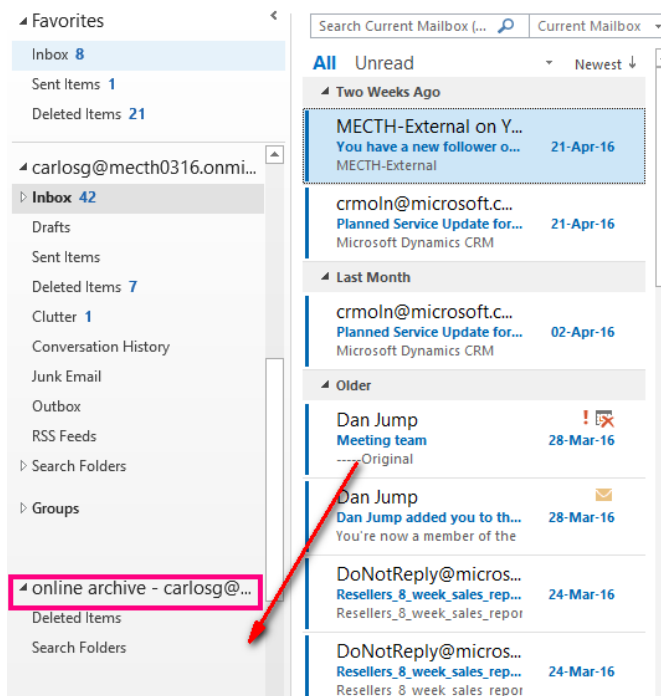 Favorites
Inbox 8
Sent Items 1
Deleted Items 21
carlosg@mecth0316.onmi...
Inbox 42
Drafts
Sent Items
Deleted Items 7
Clutter 1
Conversation History
Junk Email
Outbox
RSS Feeds
Search Folders
Groups
online archive - carlosg@...
Deleted Items
Search Folders
Search Current Mailbox (... Current Mailbox
All Unread Newest ↓
Two Weeks Ago
MECTH-External on Y...
You have a new follower o... 21-Apr-16
MECTH-External
crmoln@microsoft.c...
Planned Service Update for... 21-Apr-16
Microsoft Dynamics CRM
Last Month
crmoln@microsoft.c...
Planned Service Update for... 02-Apr-16
Microsoft Dynamics CRM
Older
Dan Jump !
Meeting team 28-Mar-16
-----Original
Dan Jump
Dan Jump added you to th... 28-Mar-16
You're now a member of the
DoNotReply@micros...
Resellers_8_week_sales_rep... 24-Mar-16
Resellers_8_week_sales_repor
DoNotReply@micros...
Resellers_8_week_sales_rep... 24-Mar-16
Resellers_8_week_sales_repor